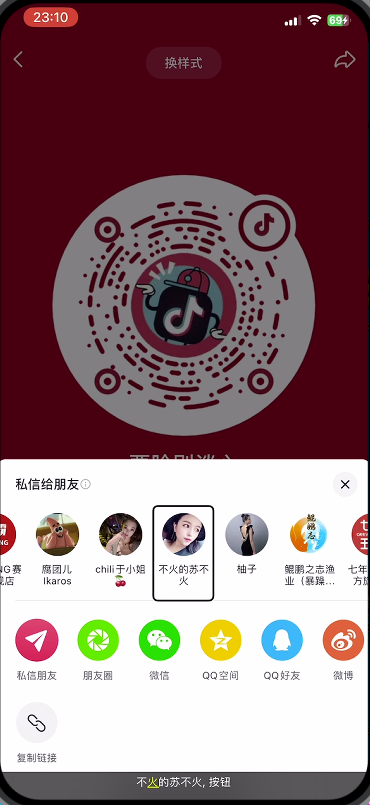 23:10
69
换样式
私信给朋友
NG赛
腐团儿
Ikaros
chili于小姐
🍒
不火的苏不
火
柚子
鲲鹏之志渔
业（暴躁...
七年
方旗
私信朋友
朋友圈
微信
QQ空间
QQ好友
微博
复制链接
不火的苏不火, 按钮